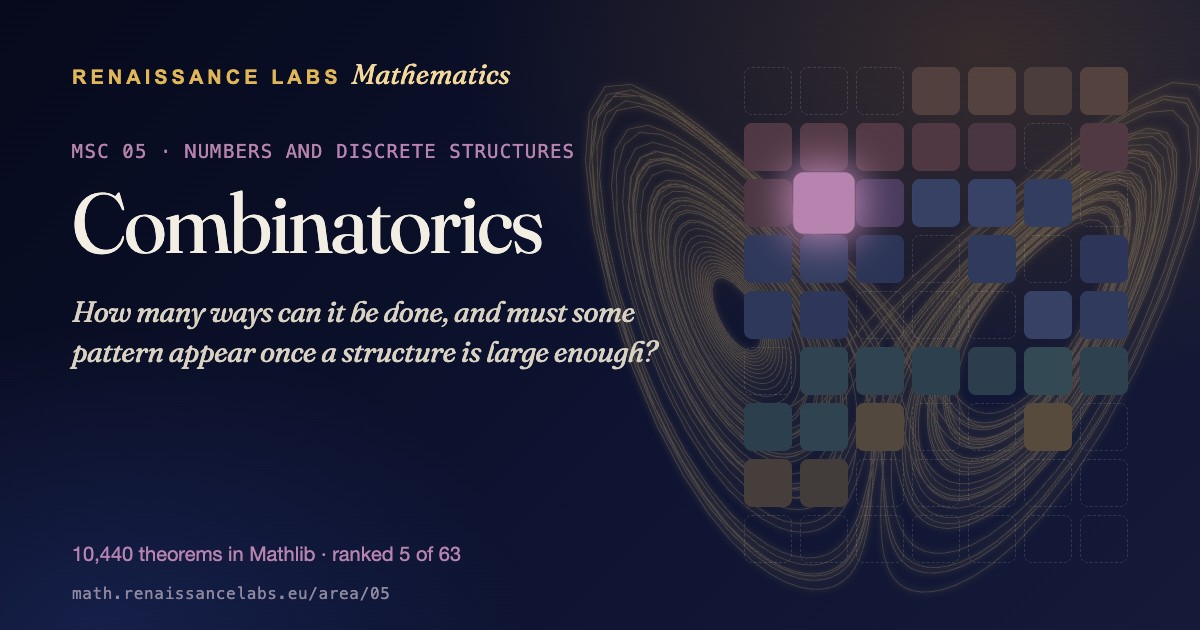 RENAISSANCE LABS Mathematics
MSC 05 · NUMBERS AND DISCRETE STRUCTURES
Combinatorics
How many ways can it be done, and must some
pattern appear once a structure is large enough?
10,440 theorems in Mathlib · ranked 5 of 63
math.renaissancelabs.eu/area/05